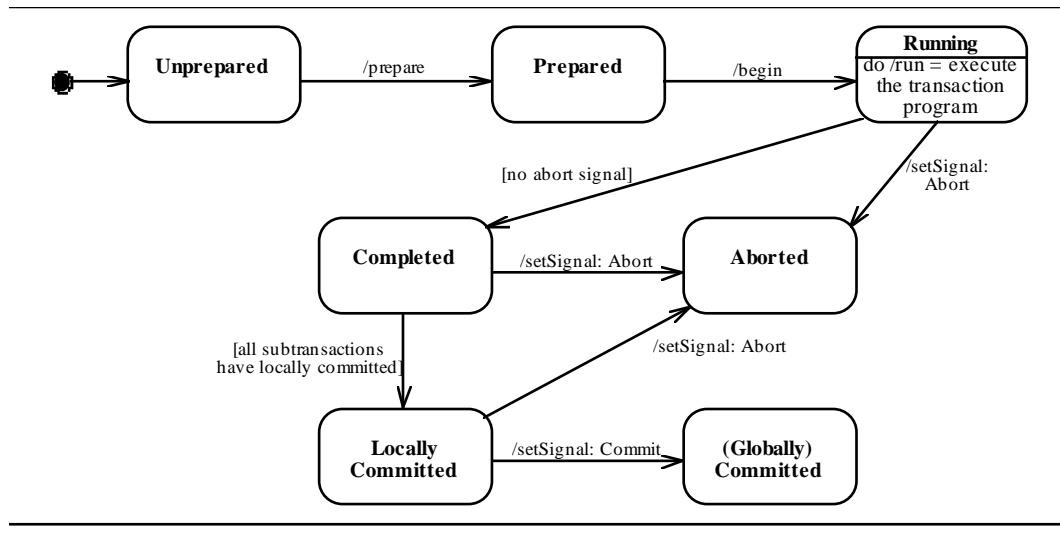 Unprepared
/prepare
Prepared
/begin
Running
do /run = execute
the transaction
program
[no abort signal]
/setSignal:
Abort
Completed
/setSignal: Abort
Aborted
[all subtransactions
have locally committed]
/setSignal: Abort
Locally
Committed
/setSignal: Commit
(Globally)
Committed